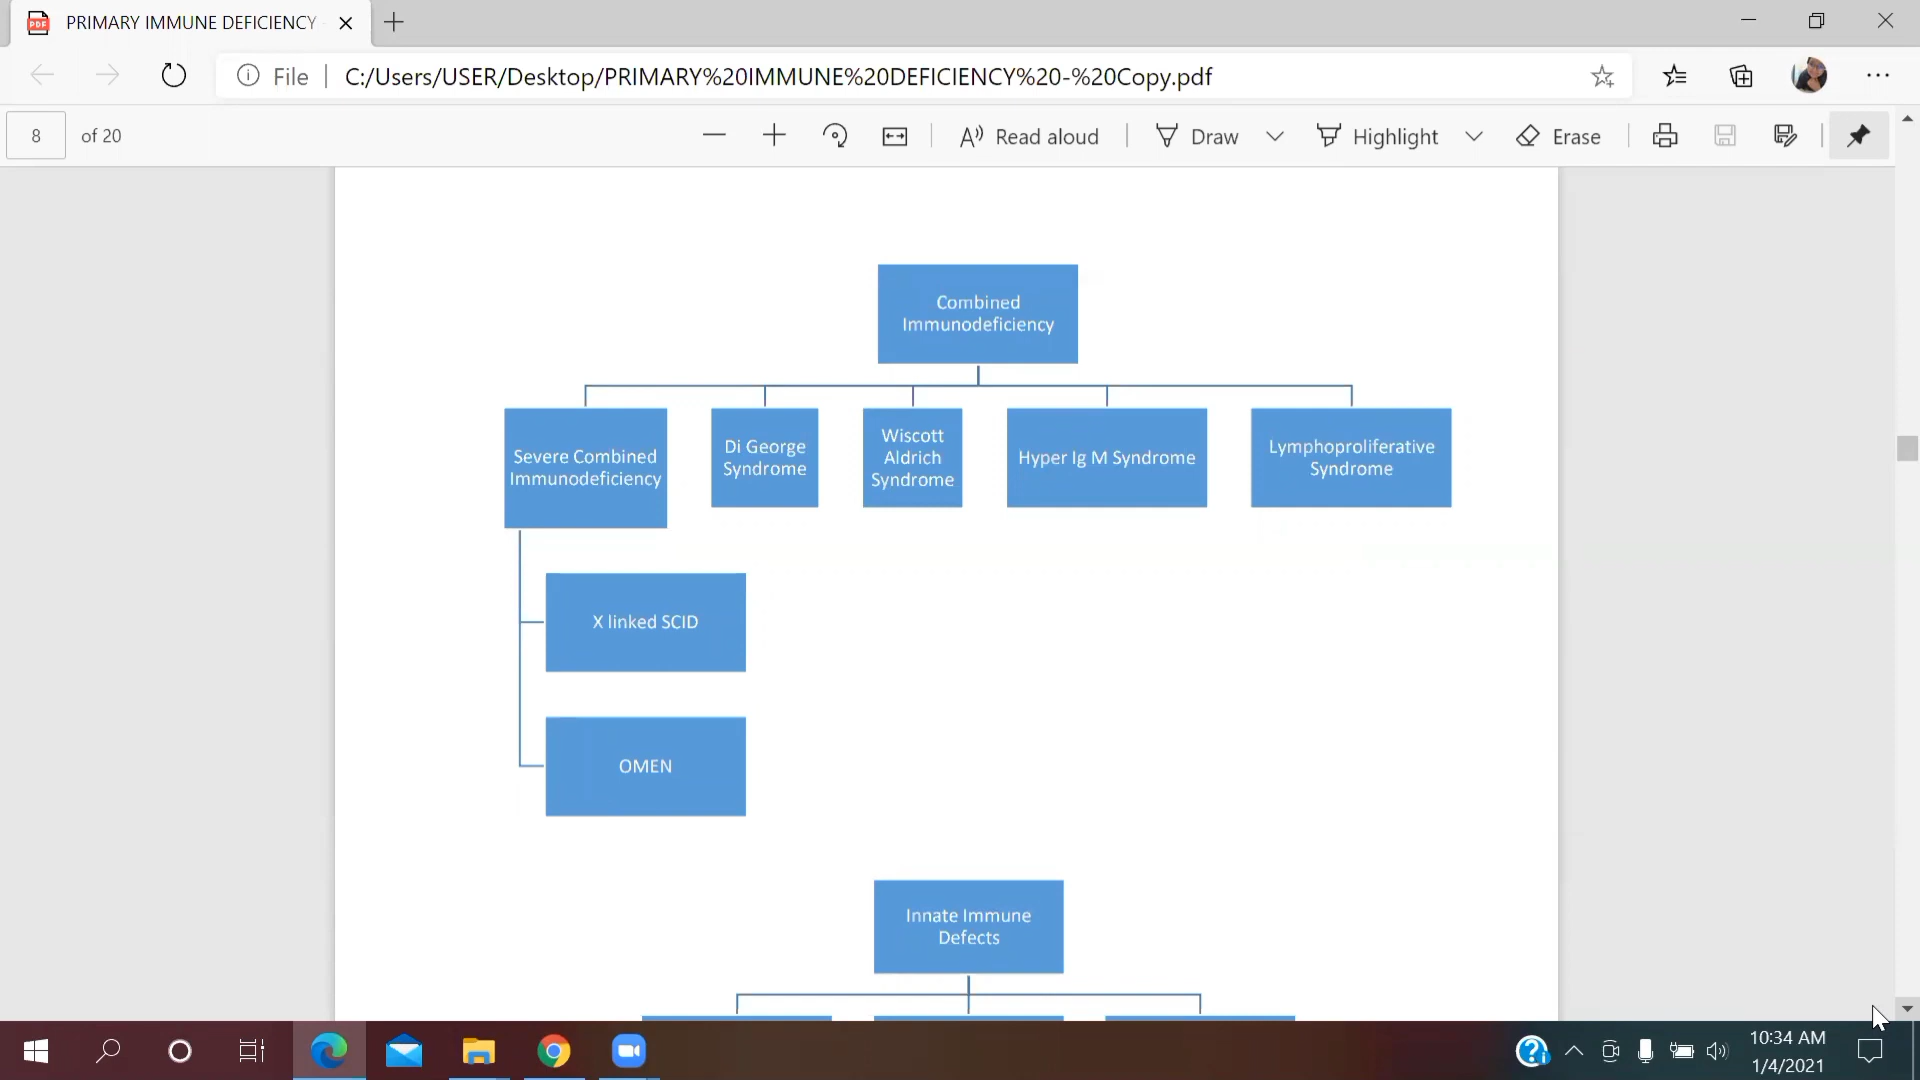 PRIMARY IMMUNE DEFICIENCY
File
C:/Users/USER/Desktop/PRIMARY%20IMMUNE%20DEFICIENCY%20-%20Copy.pdf
8 of 20
Read aloud
Draw
Highlight
Erase
Combined
Immunodeficiency
Severe Combined
Immunodeficiency
Di George
Syndrome
Wiscott
Aldrich
Syndrome
Hyper Ig M Syndrome
Lymphoproliferative
Syndrome
X linked SCID
OMEN
Innate Immune
Defects
10:34 AM
1/4/2021